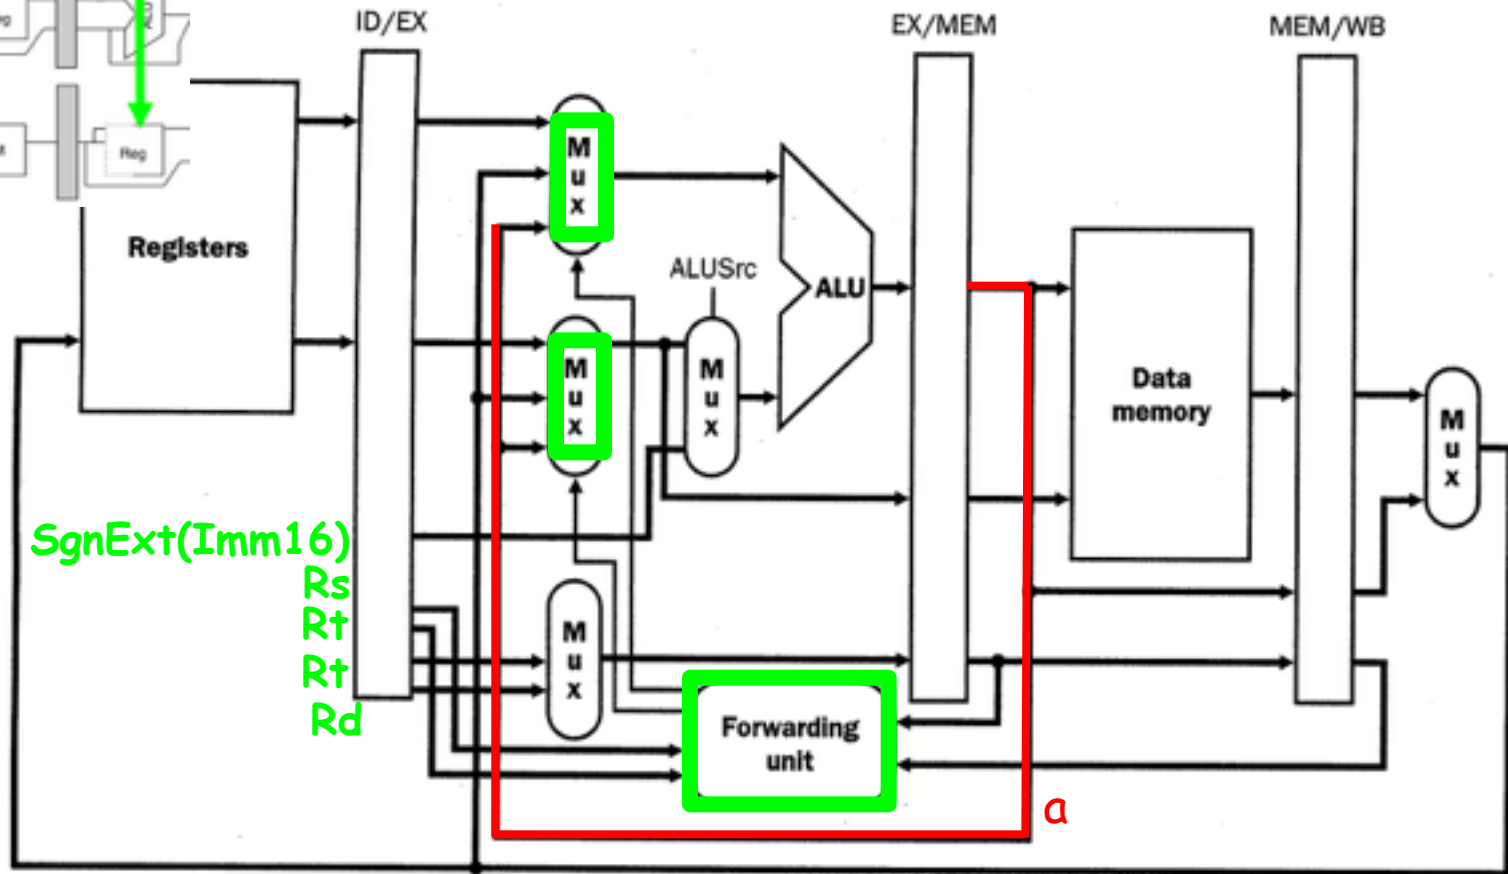 ID/EX
EX/MEM
MEM/WB
Reg
Registers
M
u
x
ALUSrc
ALU
M
u
x
M
u
x
Data
memory
M
u
x
SgnExt(Imm16)
Rs
Rt
Rt
Rd
M
u
x
Forwarding
unit
a